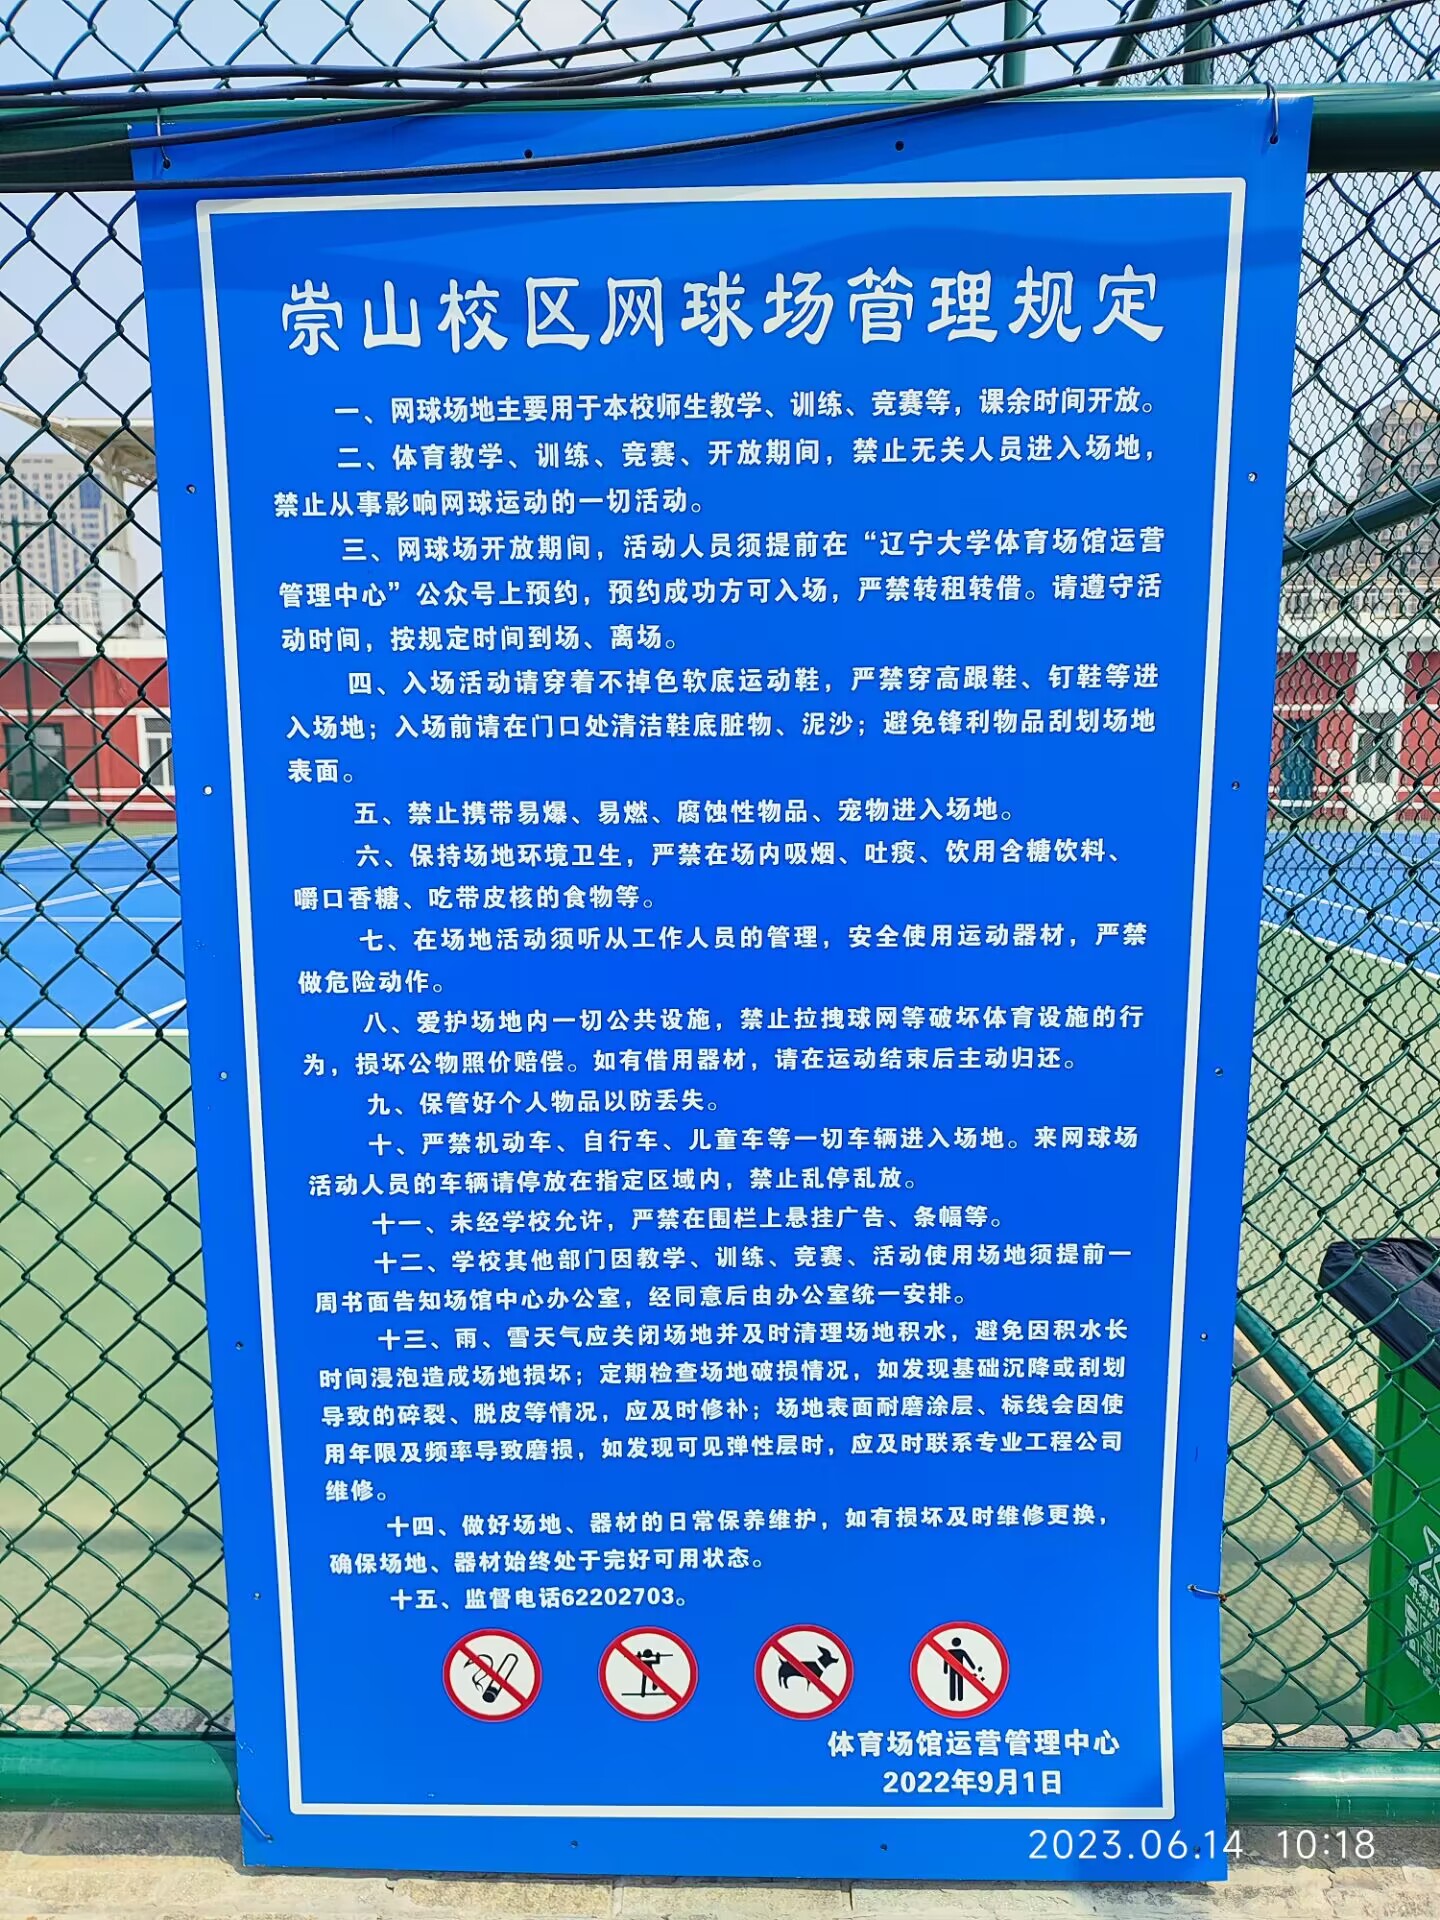 崇山校区网球场管理规定
一、网球场地主要用于本校师生教学、训练、竞赛等，课余时间开放。
二、体育教学、训练、竞赛、开放期间，禁止无关人员进入场地，
禁止从事影响网球运动的一切活动。
三、网球场开放期间，活动人员须提前在“辽宁大学体育场馆运营
管理中心”公众号上预约，预约成功方可入场，严禁转租转借。请遵守活
动时间，按规定时间到场、离场。
四、入场活动请穿着不掉色软底运动鞋，严禁穿高跟鞋、钉鞋等进
入场地；入场前请在门口处清洁鞋底脏物、泥沙；避免锋利物品刮划场地
表面。
五、禁止携带易爆、易燃、腐蚀性物品、宠物进入场地。
六、保持场地环境卫生，严禁在场内吸烟、吐痰、饮用含糖饮料、
嚼口香糖、吃带皮核的食物等。
七、在场地活动须听从工作人员的管理，安全使用运动器材，严禁
做危险动作。
八、爱护场地内一切公共设施，禁止拉拽球网等破坏体育设施的行
为，损坏公物照价赔偿。如有借用器材，请在运动结束后主动归还。
九、保管好个人物品以防丢失。
十、严禁机动车、自行车、儿童车等一切车辆进入场地。来网球场
活动人员的车辆请停放在指定区域内，禁止乱停乱放。
十一、未经学校允许，严禁在围栏上悬挂广告、条幅等。
十二、学校其他部门因教学、训练、竞赛、活动使用场地须提前一
周书面告知场馆中心办公室，经同意后由办公室统一安排。
十三、雨、雪天气应关闭场地并及时清理场地积水，避免因积水长
时间浸泡造成场地损坏；定期检查场地破损情况，如发现基础沉降或刮划
导致的碎裂、脱皮等情况，应及时修补；场地表面耐磨涂层、标线会因使
用年限及频率导致磨损，如发现可见弹性层时，应及时联系专业工程公司
维修。
十四、做好场地、器材的日常保养维护，如有损坏及时维修更换，
确保场地、器材始终处于完好可用状态。
十五、监督电话62202703。
体育场馆运营管理中心
2022年9月1日
2023.06.14 10:18